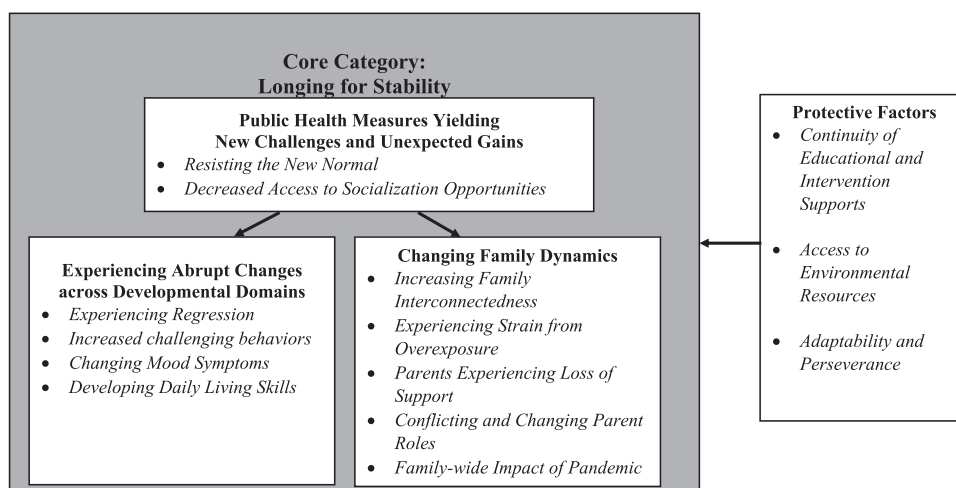 Core Category:
Longing for Stability
Public Health Measures Yielding
New Challenges and Unexpected Gains
• Resisting the New Normal
• Decreased Access to Socialization Opportunities
Experiencing Abrupt Changes
across Developmental Domains
• Experiencing Regression
• Increased challenging behaviors
• Changing Mood Symptoms
• Developing Daily Living Skills
Changing Family Dynamics
• Increasing Family
Interconnectedness
• Experiencing Strain from
Overexposure
• Parents Experiencing Loss of
Support
• Conflicting and Changing Parent
Roles
• Family-wide Impact of Pandemic
Protective Factors
• Continuity of
Educational and
Intervention
Supports
• Access to
Environmental
Resources
• Adaptability and
Perseverance